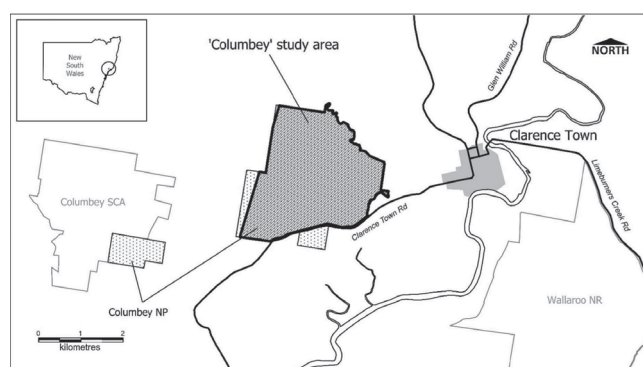 New
South
Wales
'Columbey' study area
Glen William Rd
NORTH
Clarence Town
Columbey SCA
Limeburners Creek Rd
Clarence Town Rd
Columbey NP
Wallaroo NR
0 1 2
kilometres